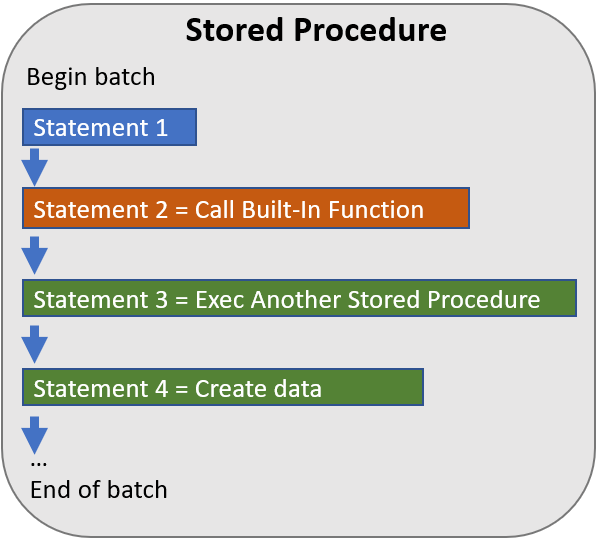 Stored Procedure
Begin batch
Statement 1
Statement 2 = Call Built-In Function
Statement 3 = Exec Another Stored Procedure
Statement 4 = Create data
...
End of batch